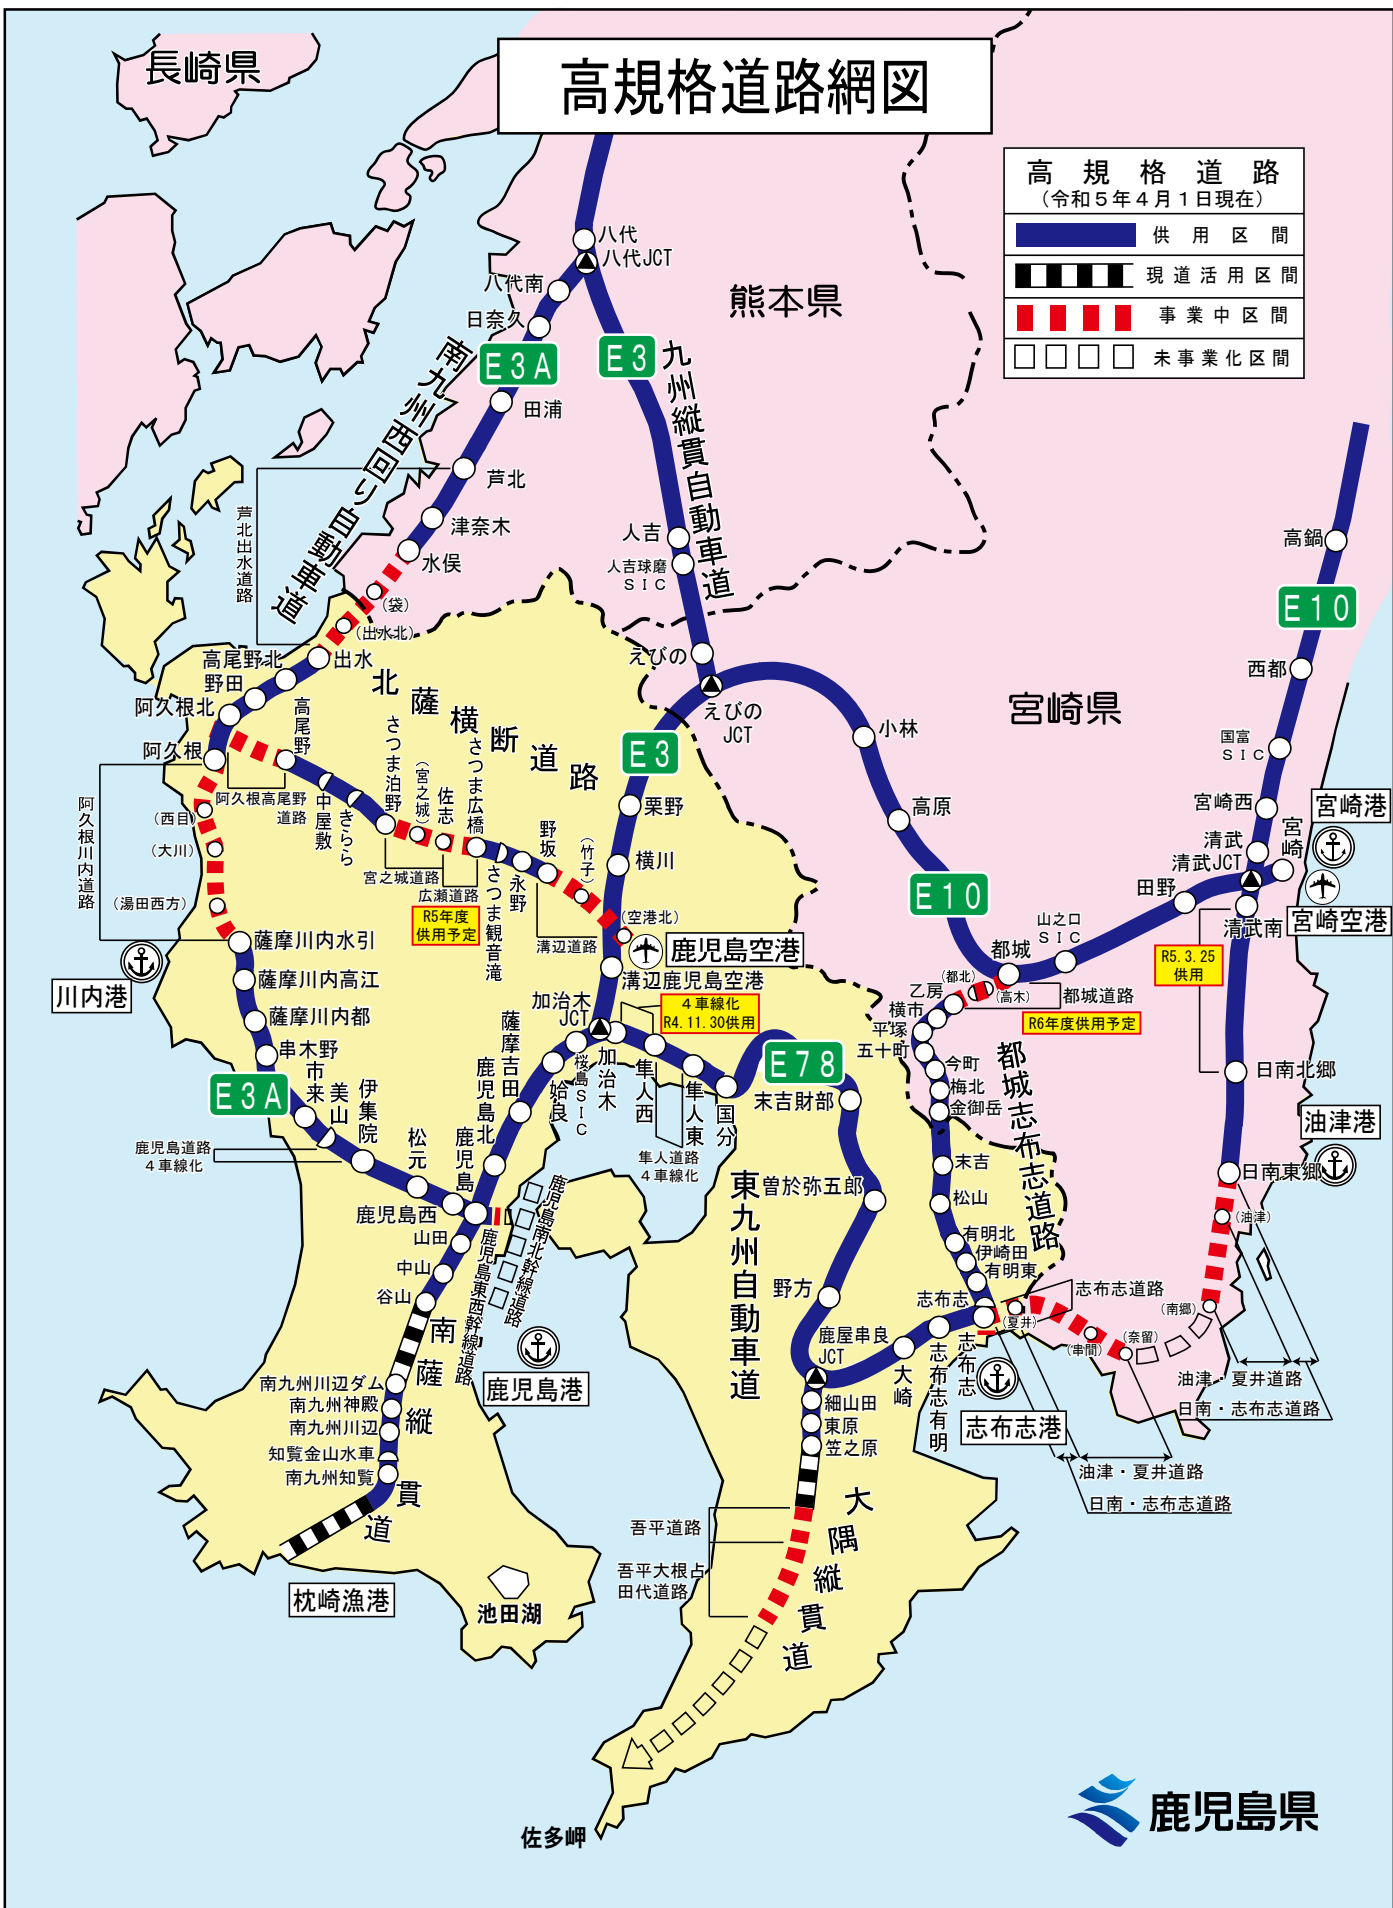 高規格道路網図
長崎県
高規格道路
（令和５年４月１日現在）
供用区間
現道活用区間
事業中区間
未事業化区間
熊本県
宮崎県
八代
八代JCT
八代南
日奈久
E3A
E3
南九州西回り自動車道
九州縦貫自動車道
田浦
芦北
津奈木
水俣
(袋)
(出水北)
芦北出水道路
人吉
人吉球磨
ＳＩＣ
えびの
えびの
JCT
高鍋
E10
西都
国富
ＳＩＣ
宮崎西
清武
清武JCT
宮崎
宮崎港
宮崎空港
清武南
田野
山之口
ＳＩＣ
都城
小林
高原
E10
R5.3.25
供用
出水
高尾野北
野田
阿久根北
阿久根
高尾野
北薩横断道路
阿久根高尾野
道路
中屋敷
きらら
さつま泊野
(宮之城)
佐志
さつま広橋
宮之城道路
広瀬道路
R5年度
供用予定
さつま観音滝
永野
野坂
(竹子)
溝辺道路
(空港北)
E3
栗野
横川
鹿児島空港
溝辺鹿児島空港
阿久根川内道路
(西目)
(大川)
(湯田西方)
薩摩川内水引
川内港
薩摩川内高江
薩摩川内都
串木野
市来
美山
伊集院
E3A
鹿児島道路
４車線化
松元
鹿児島西
鹿児島
鹿児島北
薩摩吉田
姶良
桜島ＳＩＣ
加治木
JCT
加治木
４車線化
R4.11.30供用
隼人西
隼人東
隼人道路
４車線化
国分
E78
末吉財部
曽於弥五郎
野方
東九州自動車道
鹿屋串良
JCT
(都北)
(高木)
都城道路
R6年度供用予定
乙房
横市
平塚
五十町
今町
梅北
金御岳
都城志布志道路
末吉
松山
有明北
伊崎田
有明東
志布志
志布志
志布志有明
大崎
(夏井)
志布志道路
(串間)
(奈留)
(南郷)
(油津)
日南北郷
日南東郷
油津港
油津・夏井道路
日南・志布志道路
油津・夏井道路
日南・志布志道路
志布志港
山田
中山
谷山
鹿児島東西幹線道路
鹿児島南北幹線道路
鹿児島港
南薩縦貫道
南九州川辺ダム
南九州神殿
南九州川辺
知覧金山水車
南九州知覧
枕崎漁港
池田湖
細山田
東原
笠之原
大隅縦貫道
吾平道路
吾平大根占
田代道路
佐多岬
鹿児島県